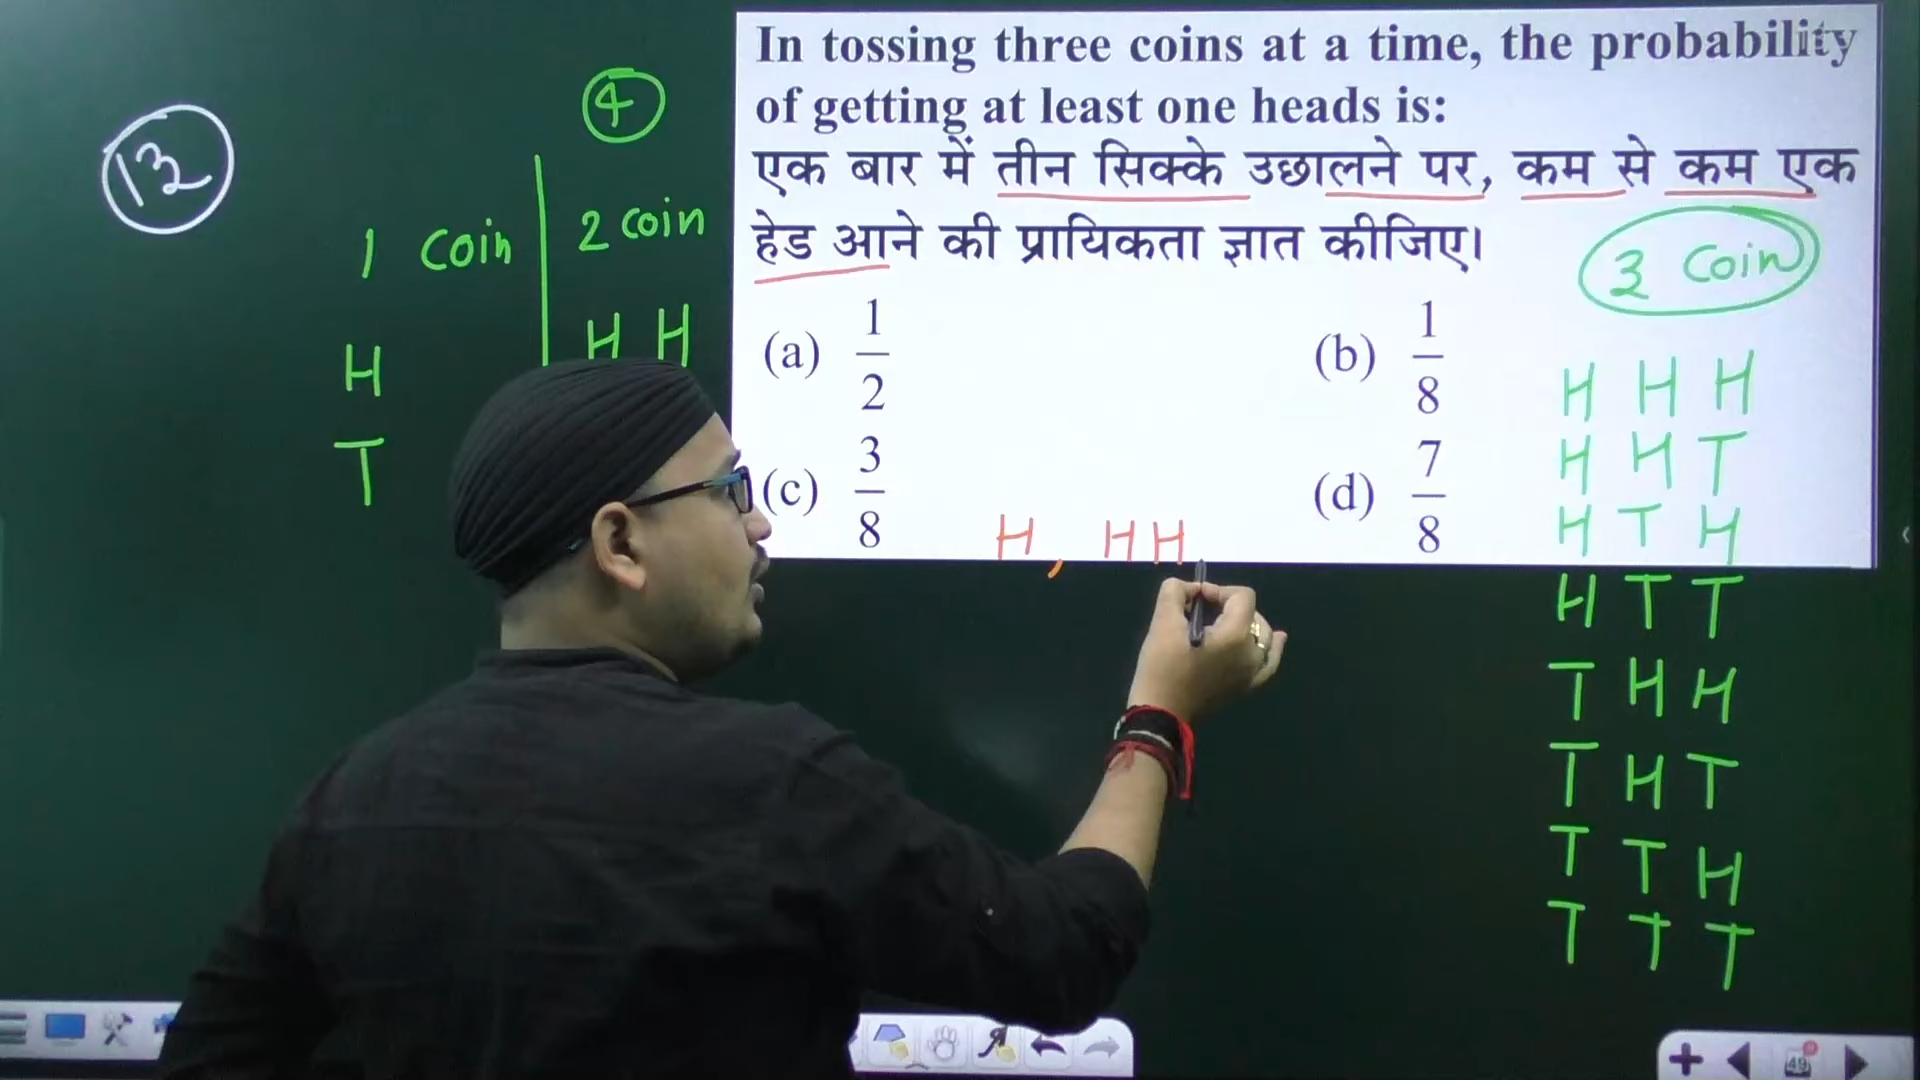 In tossing three coins at a time, the probability
of getting at least one heads is:
एक बार में तीन सिक्के उछालने पर, कम से कम एक
हेड आने की प्रायिकता ज्ञात कीजिए।
(a) 1/2
(b) 1/8
(c) 3/8
(d) 7/8
13
4
1 Coin
2 coin
H
T
H H
H, HH
3 Coin
H H H
H H T
H T H
H T T
T H H
T H T
T T H
T T T
49